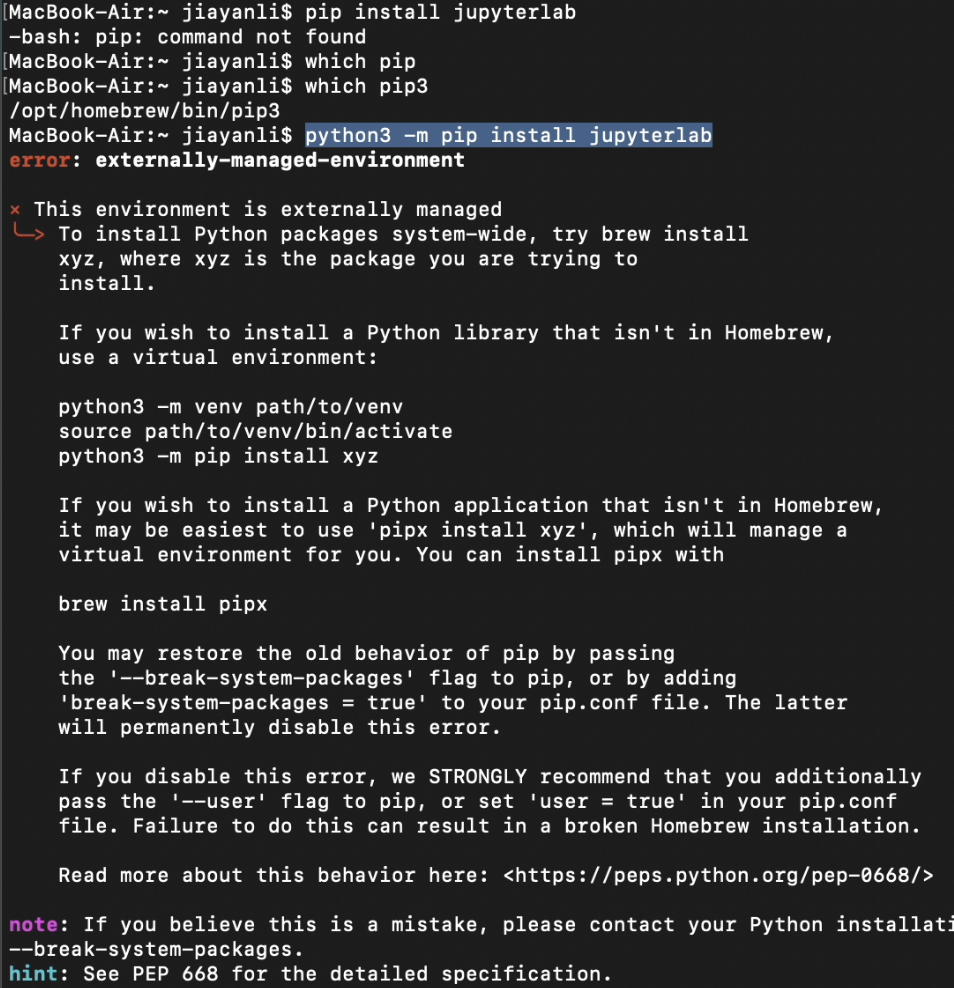 [MacBook-Air:~ jiayanli$ pip install jupyterlab
-bash: pip: command not found
[MacBook-Air:~ jiayanli$ which pip
[MacBook-Air:~ jiayanli$ which pip3
/opt/homebrew/bin/pip3
MacBook-Air:~ jiayanli$ python3 -m pip install jupyterlab
error: externally-managed-environment
× This environment is externally managed
╰─> To install Python packages system-wide, try brew install
xyz, where xyz is the package you are trying to
install.
If you wish to install a Python library that isn't in Homebrew,
use a virtual environment:
python3 -m venv path/to/venv
source path/to/venv/bin/activate
python3 -m pip install xyz
If you wish to install a Python application that isn't in Homebrew,
it may be easiest to use 'pipx install xyz', which will manage a
virtual environment for you. You can install pipx with
brew install pipx
You may restore the old behavior of pip by passing
the '--break-system-packages' flag to pip, or by adding
'break-system-packages = true' to your pip.conf file. The latter
will permanently disable this error.
If you disable this error, we STRONGLY recommend that you additionally
pass the '--user' flag to pip, or set 'user = true' in your pip.conf
file. Failure to do this can result in a broken Homebrew installation.
Read more about this behavior here: <https://peps.python.org/pep-0668/>
note: If you believe this is a mistake, please contact your Python installati
--break-system-packages.
hint: See PEP 668 for the detailed specification.